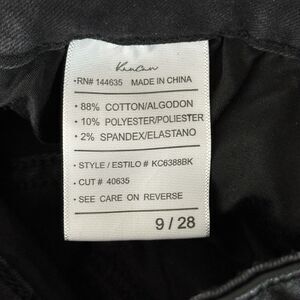 KanCan
•RN# 144635 MADE IN CHINA
• 88% COTTON/ALGODON
• 10% POLYESTER/POLIESTER
• 2% SPANDEX/ELASTANO
• STYLE / ESTILO # KC6388BK
• CUT # 40635
• SEE CARE ON REVERSE
9 / 28